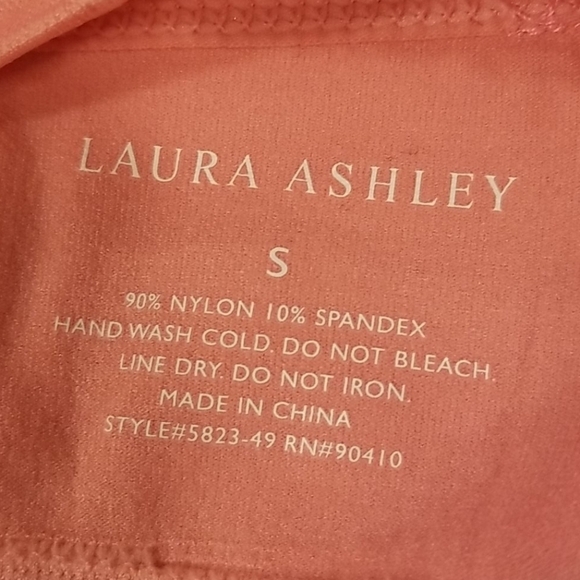 LAURA ASHLEY
S
90% NYLON 10% SPANDEX
HAND WASH COLD. DO NOT BLEACH.
LINE DRY. DO NOT IRON.
MADE IN CHINA
STYLE#5823-49 RN#90410